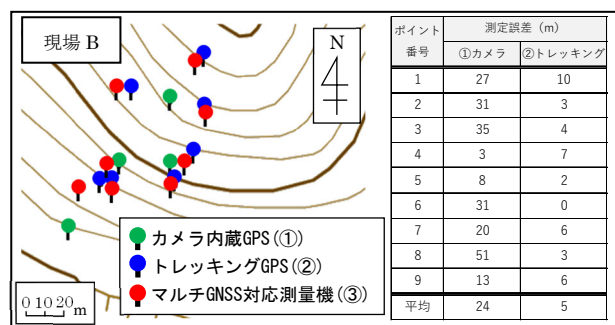 現場 B
N
カメラ内蔵GPS(①)
トレッキングGPS(②)
マルチGNSS対応測量機(③)
0 10 20 m
ポイント番号 測定誤差（m）
①カメラ ②トレッキング
1 27 10
2 31 3
3 35 4
4 3 7
5 8 2
6 31 0
7 20 6
8 51 3
9 13 6
平均 24 5